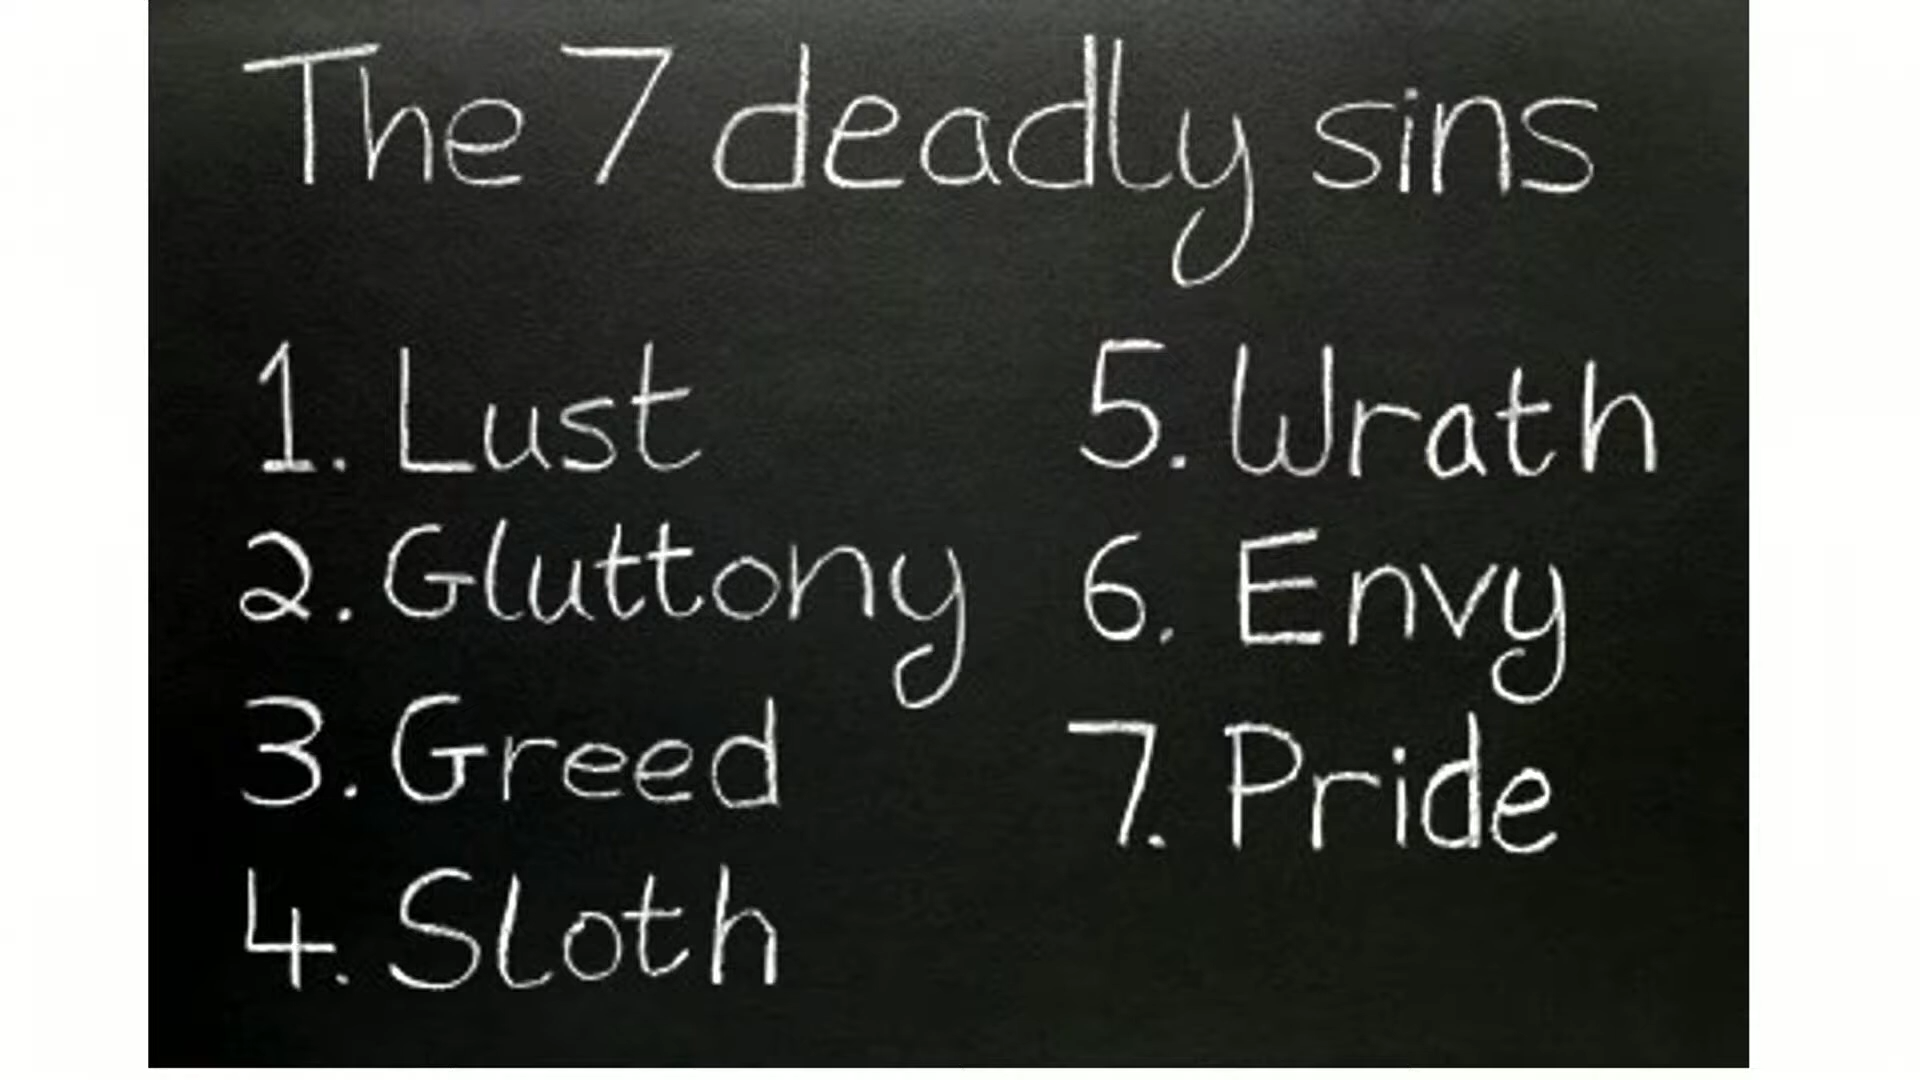 The 7 deadly sins
1. Lust
2. Gluttony
3. Greed
4. Sloth
5. Wrath
6. Envy
7. Pride